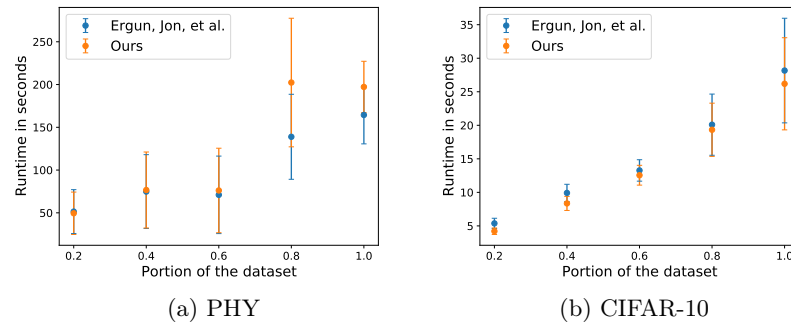 Ergun, Jon, et al.
Ours
250
200
150
100
50
Runtime in seconds
0.2 0.4 0.6 0.8 1.0
Portion of the dataset
(a) PHY
Ergun, Jon, et al.
Ours
35
30
25
20
15
10
5
Runtime in seconds
0.2 0.4 0.6 0.8 1.0
Portion of the dataset
(b) CIFAR-10